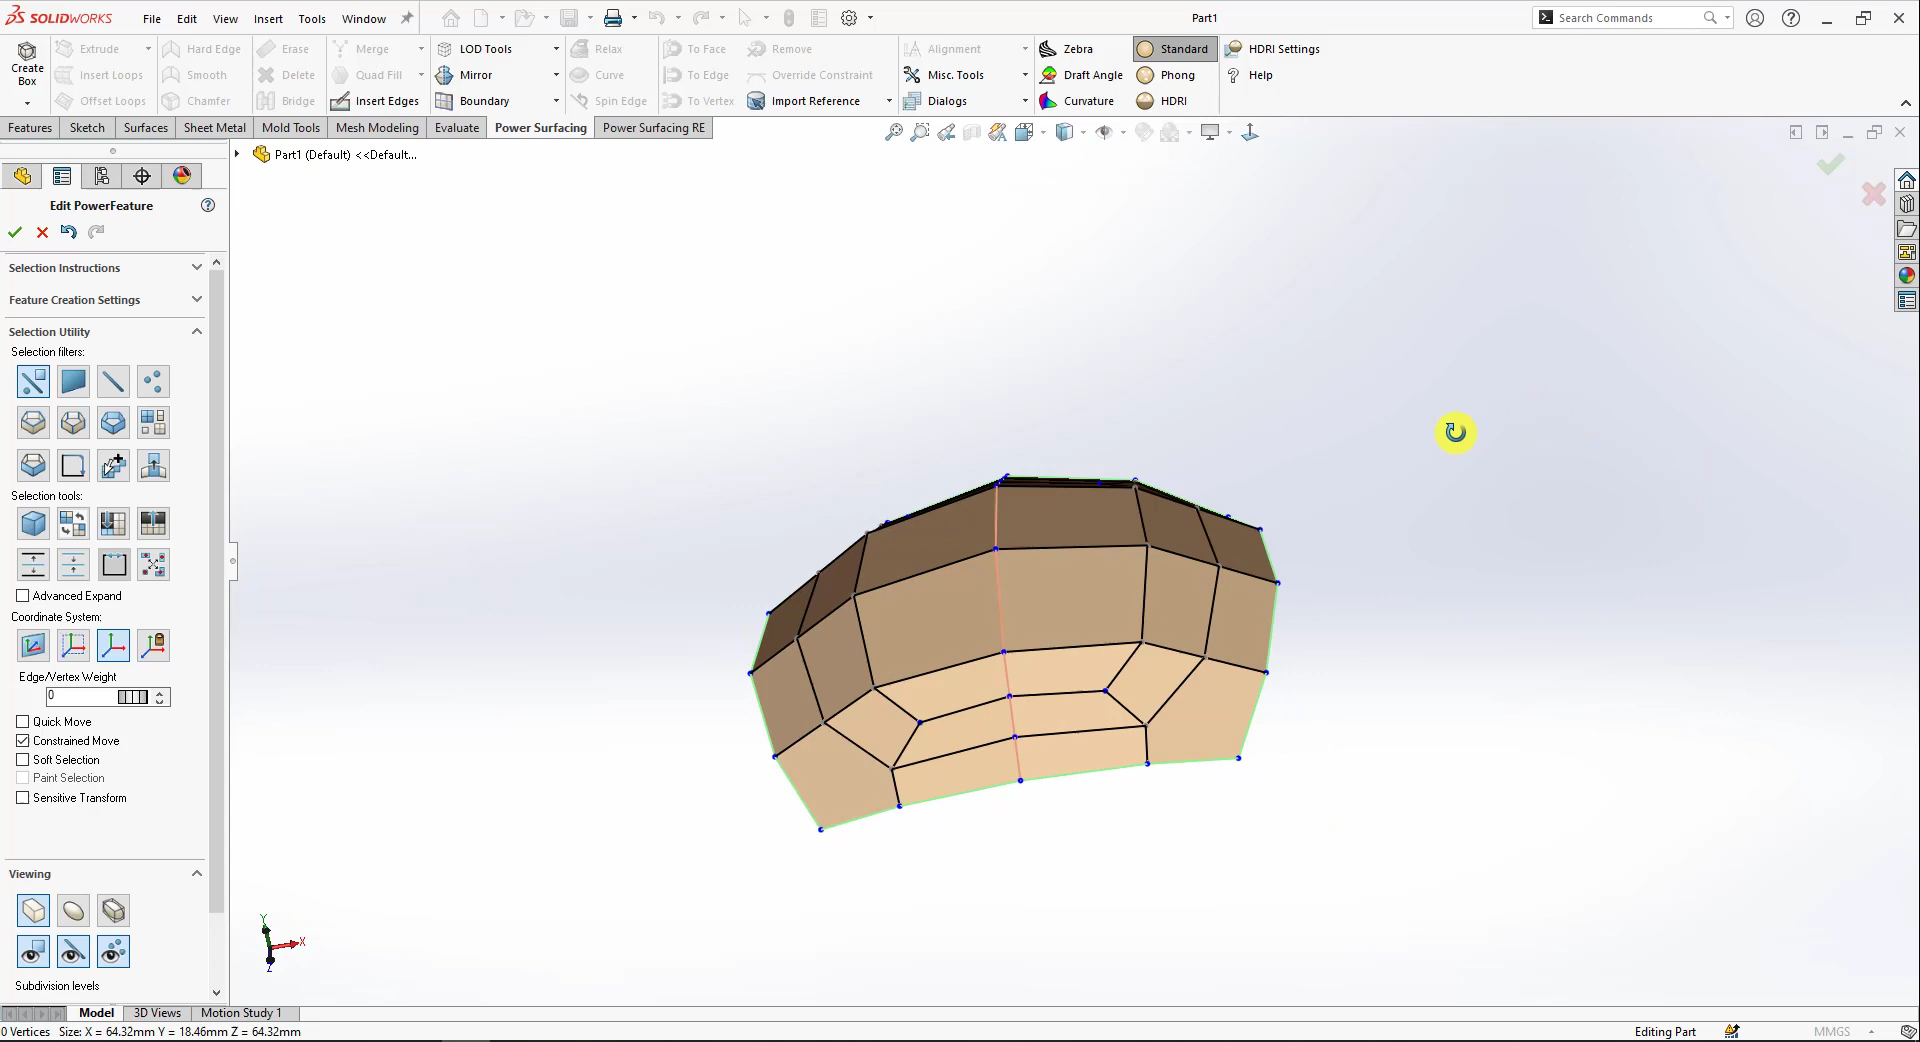 SOLIDWORKS File Edit View Insert Tools Window Part1 Search Commands
Create Box
Extrude Hard Edge Erase Merge LOD Tools Relax To Face Remove Alignment Zebra Standard HDRI Settings
Insert Loops Smooth Delete Quad Fill Mirror Curve To Edge Override Constraint Misc. Tools Draft Angle Phong Help
Offset Loops Chamfer Bridge Insert Edges Boundary Spin Edge To Vertex Import Reference Dialogs Curvature HDRI
Features Sketch Surfaces Sheet Metal Mold Tools Mesh Modeling Evaluate Power Surfacing Power Surfacing RE
Part1 (Default) <<Default...
Edit PowerFeature
Selection Instructions
Feature Creation Settings
Selection Utility
Selection filters:
Selection tools:
Advanced Expand
Coordinate System:
Edge/Vertex Weight
0
Quick Move
Constrained Move
Soft Selection
Paint Selection
Sensitive Transform
Viewing
Y
X
Z
Subdivision levels
Model 3D Views Motion Study 1
0 Vertices Size: X = 64.32mm Y = 18.46mm Z = 64.32mm Editing Part MMGS